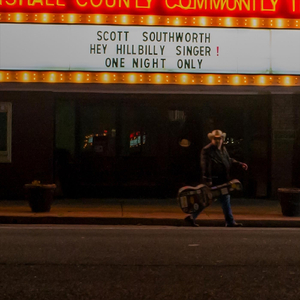 COUNTY COMMUNITY
SCOTT SOUTHWORTH
HEY HILLBILLY SINGER!
ONE NIGHT ONLY